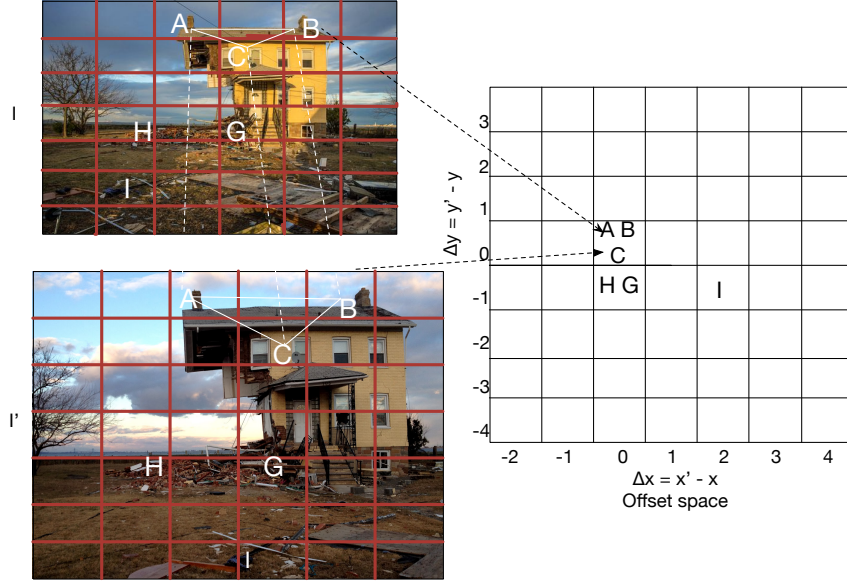 I
A
B
C
H
G
I
I'
A
B
C
H
G
I
Δy = y' - y
3
2
1
0
-1
-2
-3
-4
A B
C
H G
I
-2 -1 0 1 2 3 4
Δx = x' - x
Offset space